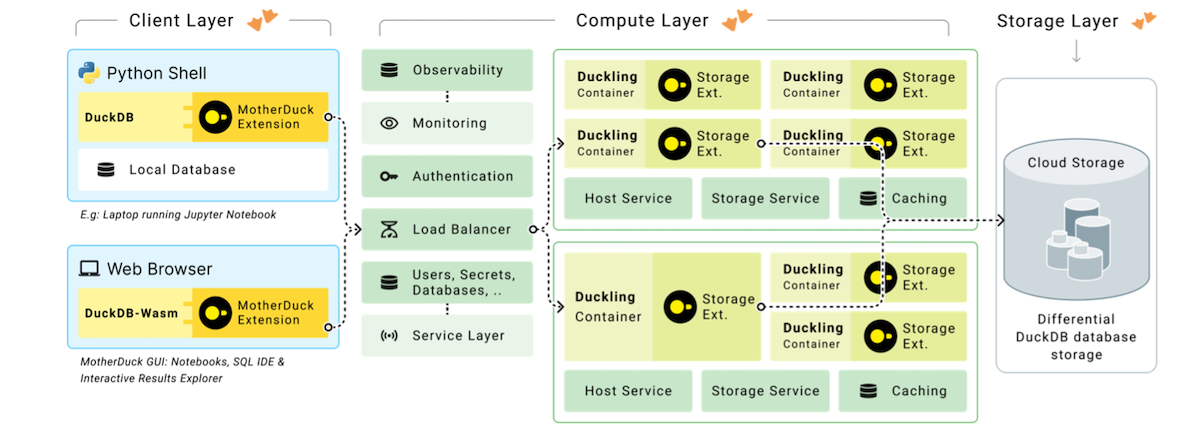 Client Layer
Compute Layer
Storage Layer
Python Shell
DuckDB
MotherDuck
Extension
Local Database
E.g: Laptop running Jupyter Notebook
Web Browser
DuckDB-Wasm
MotherDuck
Extension
MotherDuck GUI: Notebooks, SQL IDE &
Interactive Results Explorer
Observability
Monitoring
Authentication
Load Balancer
Users, Secrets,
Databases, ..
Service Layer
Duckling
Container
Storage
Ext.
Duckling
Container
Storage
Ext.
Duckling
Container
Storage
Ext.
Duckling
Container
Storage
Ext.
Host Service
Storage Service
Caching
Duckling
Container
Storage
Ext.
Duckling
Container
Storage
Ext.
Duckling
Container
Storage
Ext.
Host Service
Storage Service
Caching
Cloud Storage
Differential
DuckDB database
storage